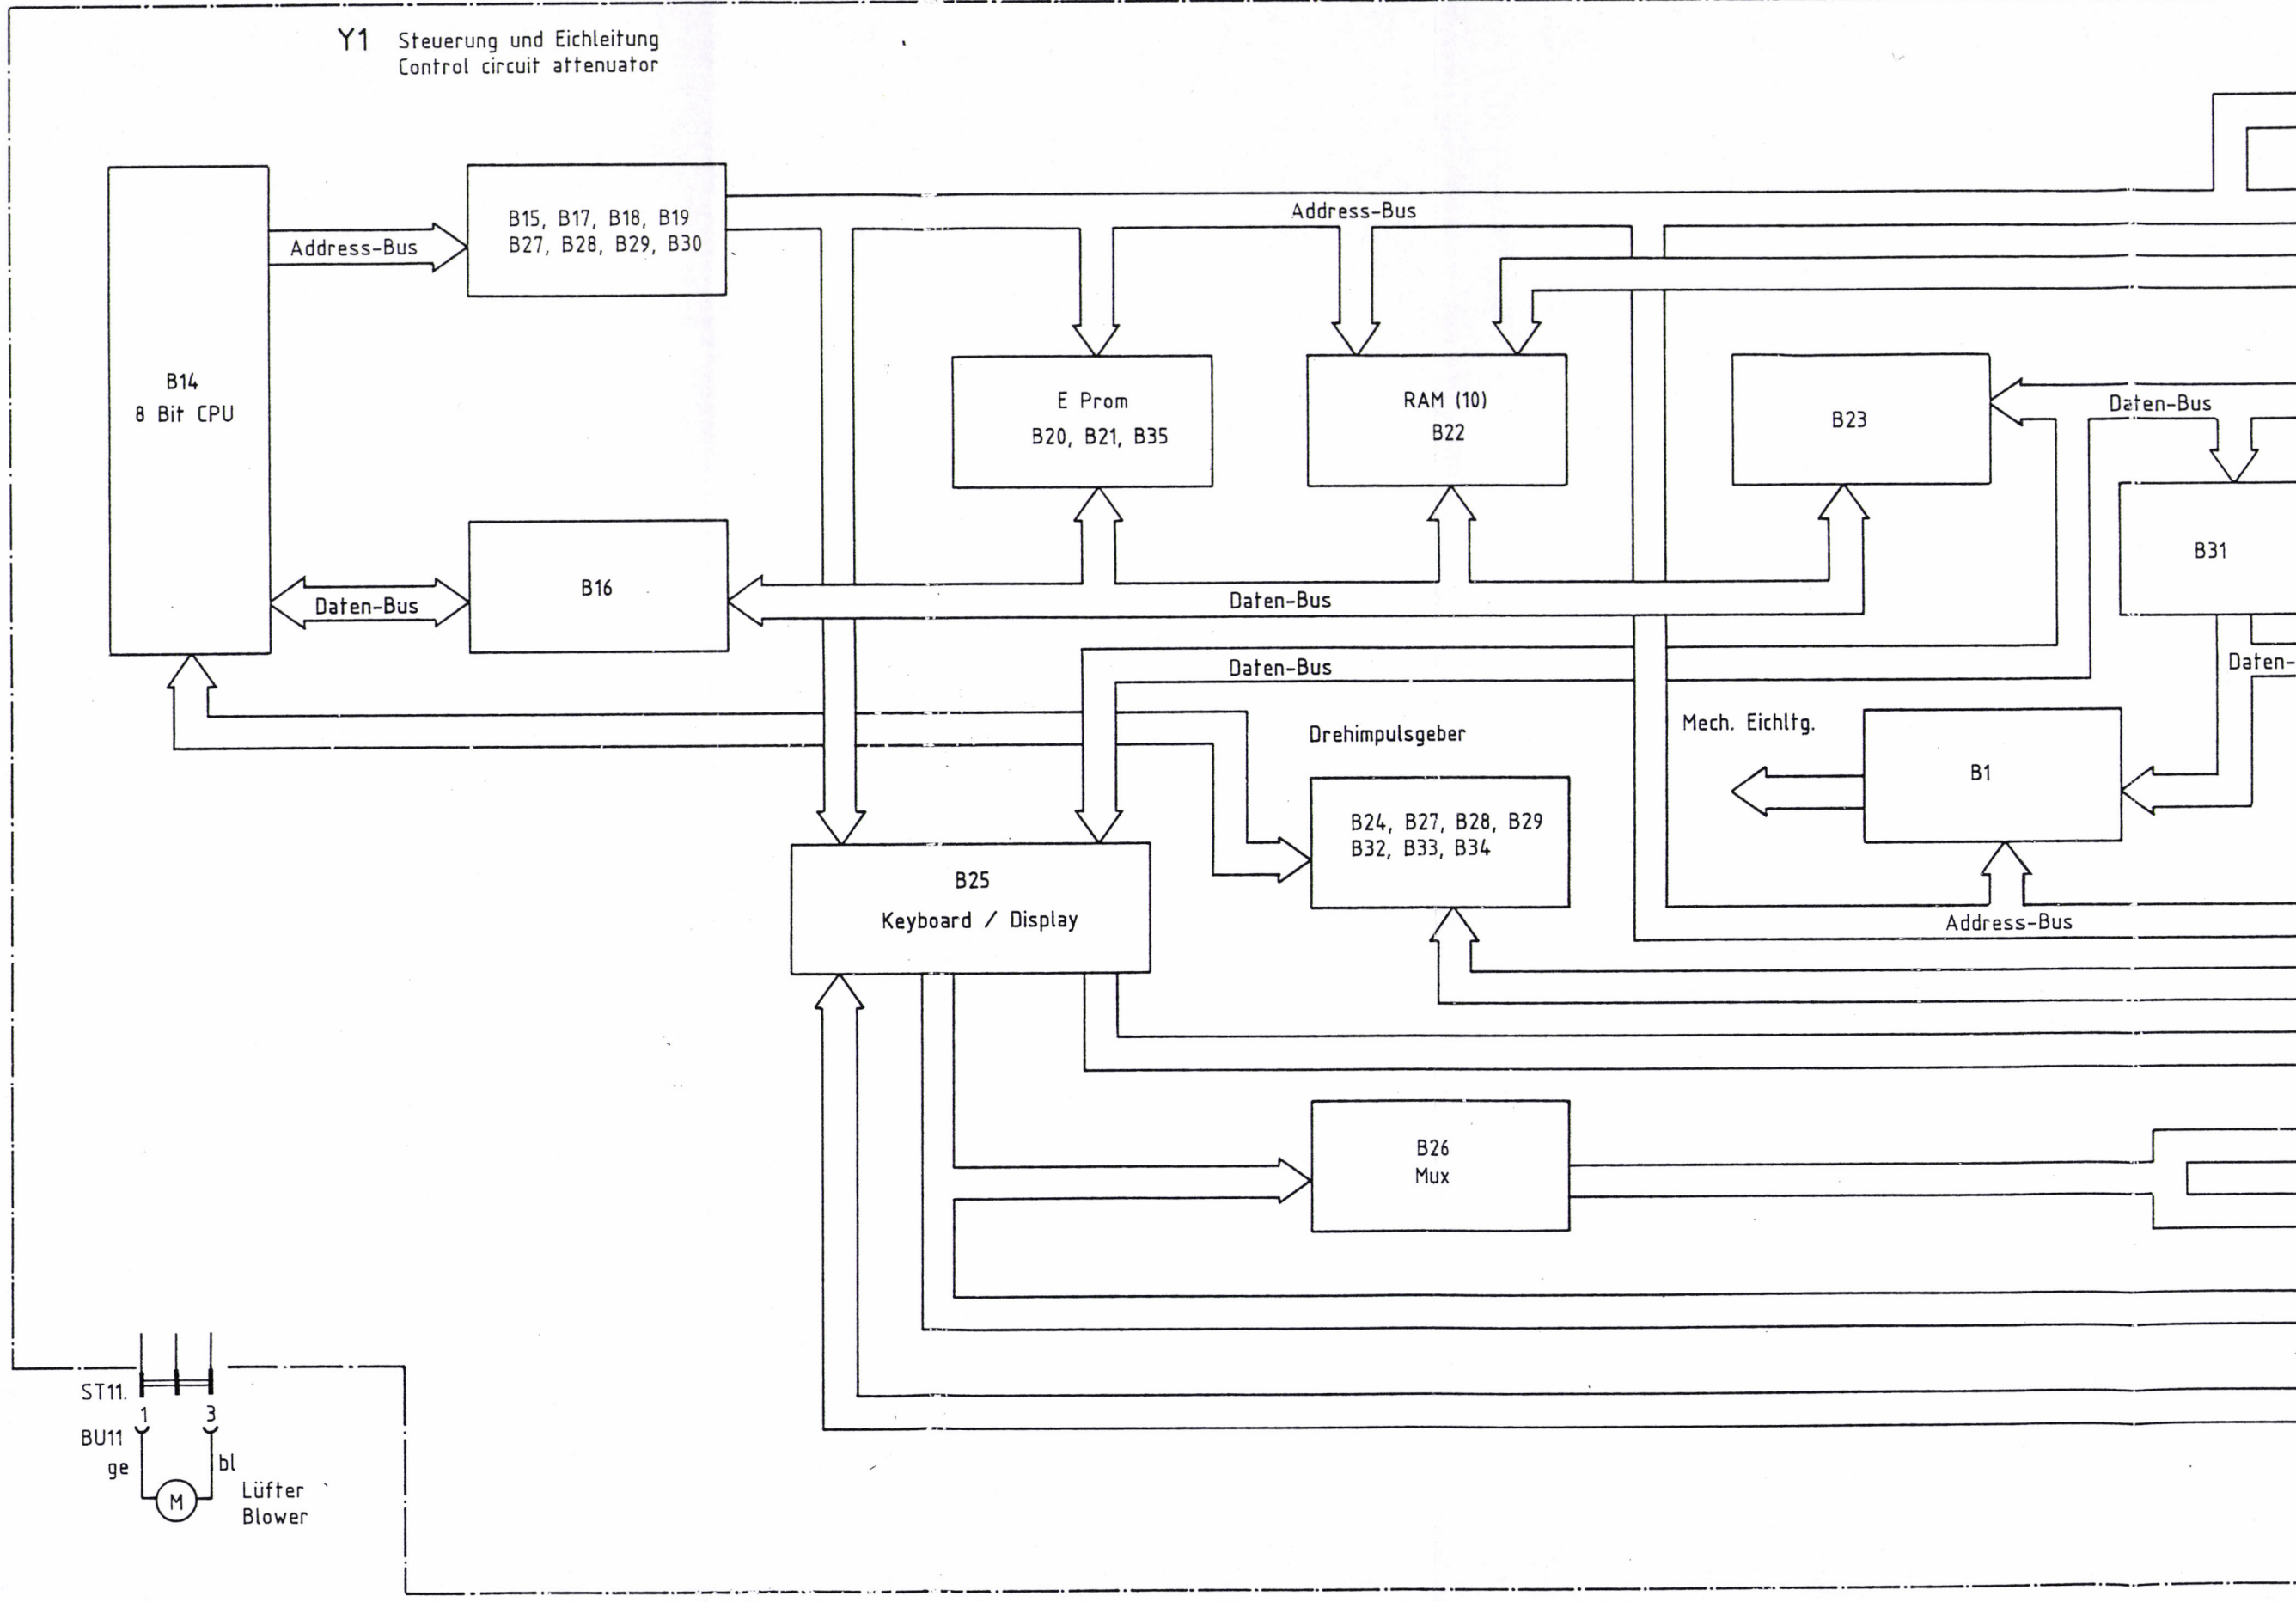 Y1 Steuerung und Eichleitung
Control circuit attenuator
B15, B17, B18, B19
B27, B28, B29, B30
Address-Bus
Address-Bus
B14
8 Bit CPU
E Prom
B20, B21, B35
RAM (10)
B22
B23
Daten-Bus
B31
B16
Daten-Bus
Daten-Bus
Daten-Bus
Daten-
Drehimpulsgeber
Mech. Eichltg.
B1
B24, B27, B28, B29
B32, B33, B34
B25
Keyboard / Display
Address-Bus
B26
Mux
ST11.
1 3
BU11
ge bl
M
Lüfter
Blower